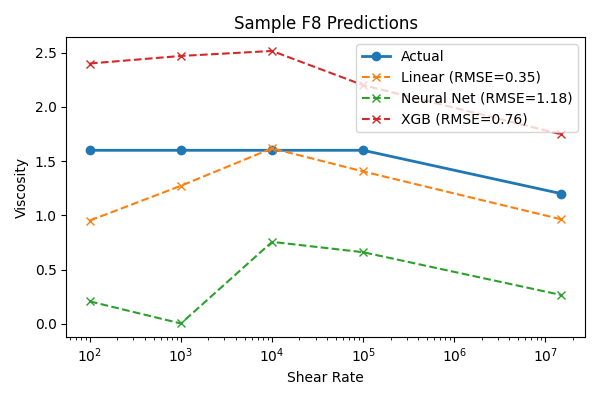 Sample F8 Predictions
Actual
Linear (RMSE=0.35)
Neural Net (RMSE=1.18)
XGB (RMSE=0.76)
Viscosity
2.5
2.0
1.5
1.0
0.5
0.0
10² 10³ 10⁴ 10⁵ 10⁶ 10⁷
Shear Rate